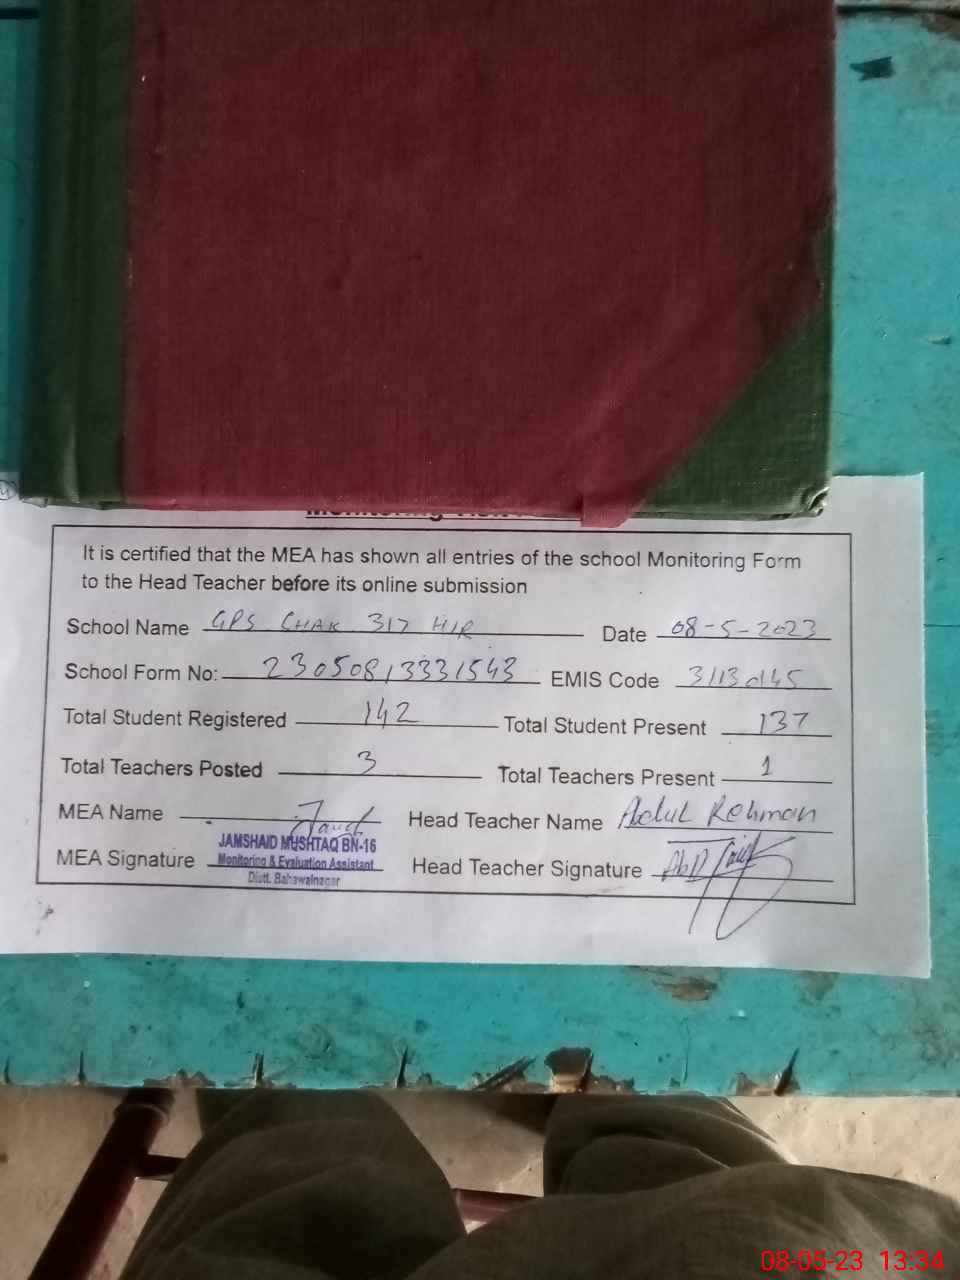 It is certified that the MEA has shown all entries of the school Monitoring Form
to the Head Teacher before its online submission
School Name GPS CHAK 317 H/R Date 08-5-2023
School Form No: 23050813331543 EMIS Code 31130145
Total Student Registered 142 Total Student Present 137
Total Teachers Posted 3 Total Teachers Present 1
MEA Name Head Teacher Name Abdul Rehman
JAMSHAID MUSHTAQ BN-16
MEA Signature Monitoring & Evaluation Assistant Head Teacher Signature
Distt. Bahawalnagar
08-05-23 13:34